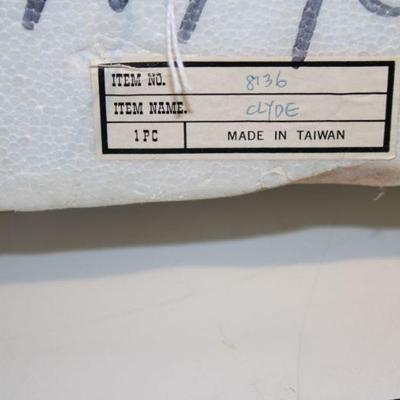 ITEM NO. 8136
ITEM NAME. CLYDE
1 PC MADE IN TAIWAN